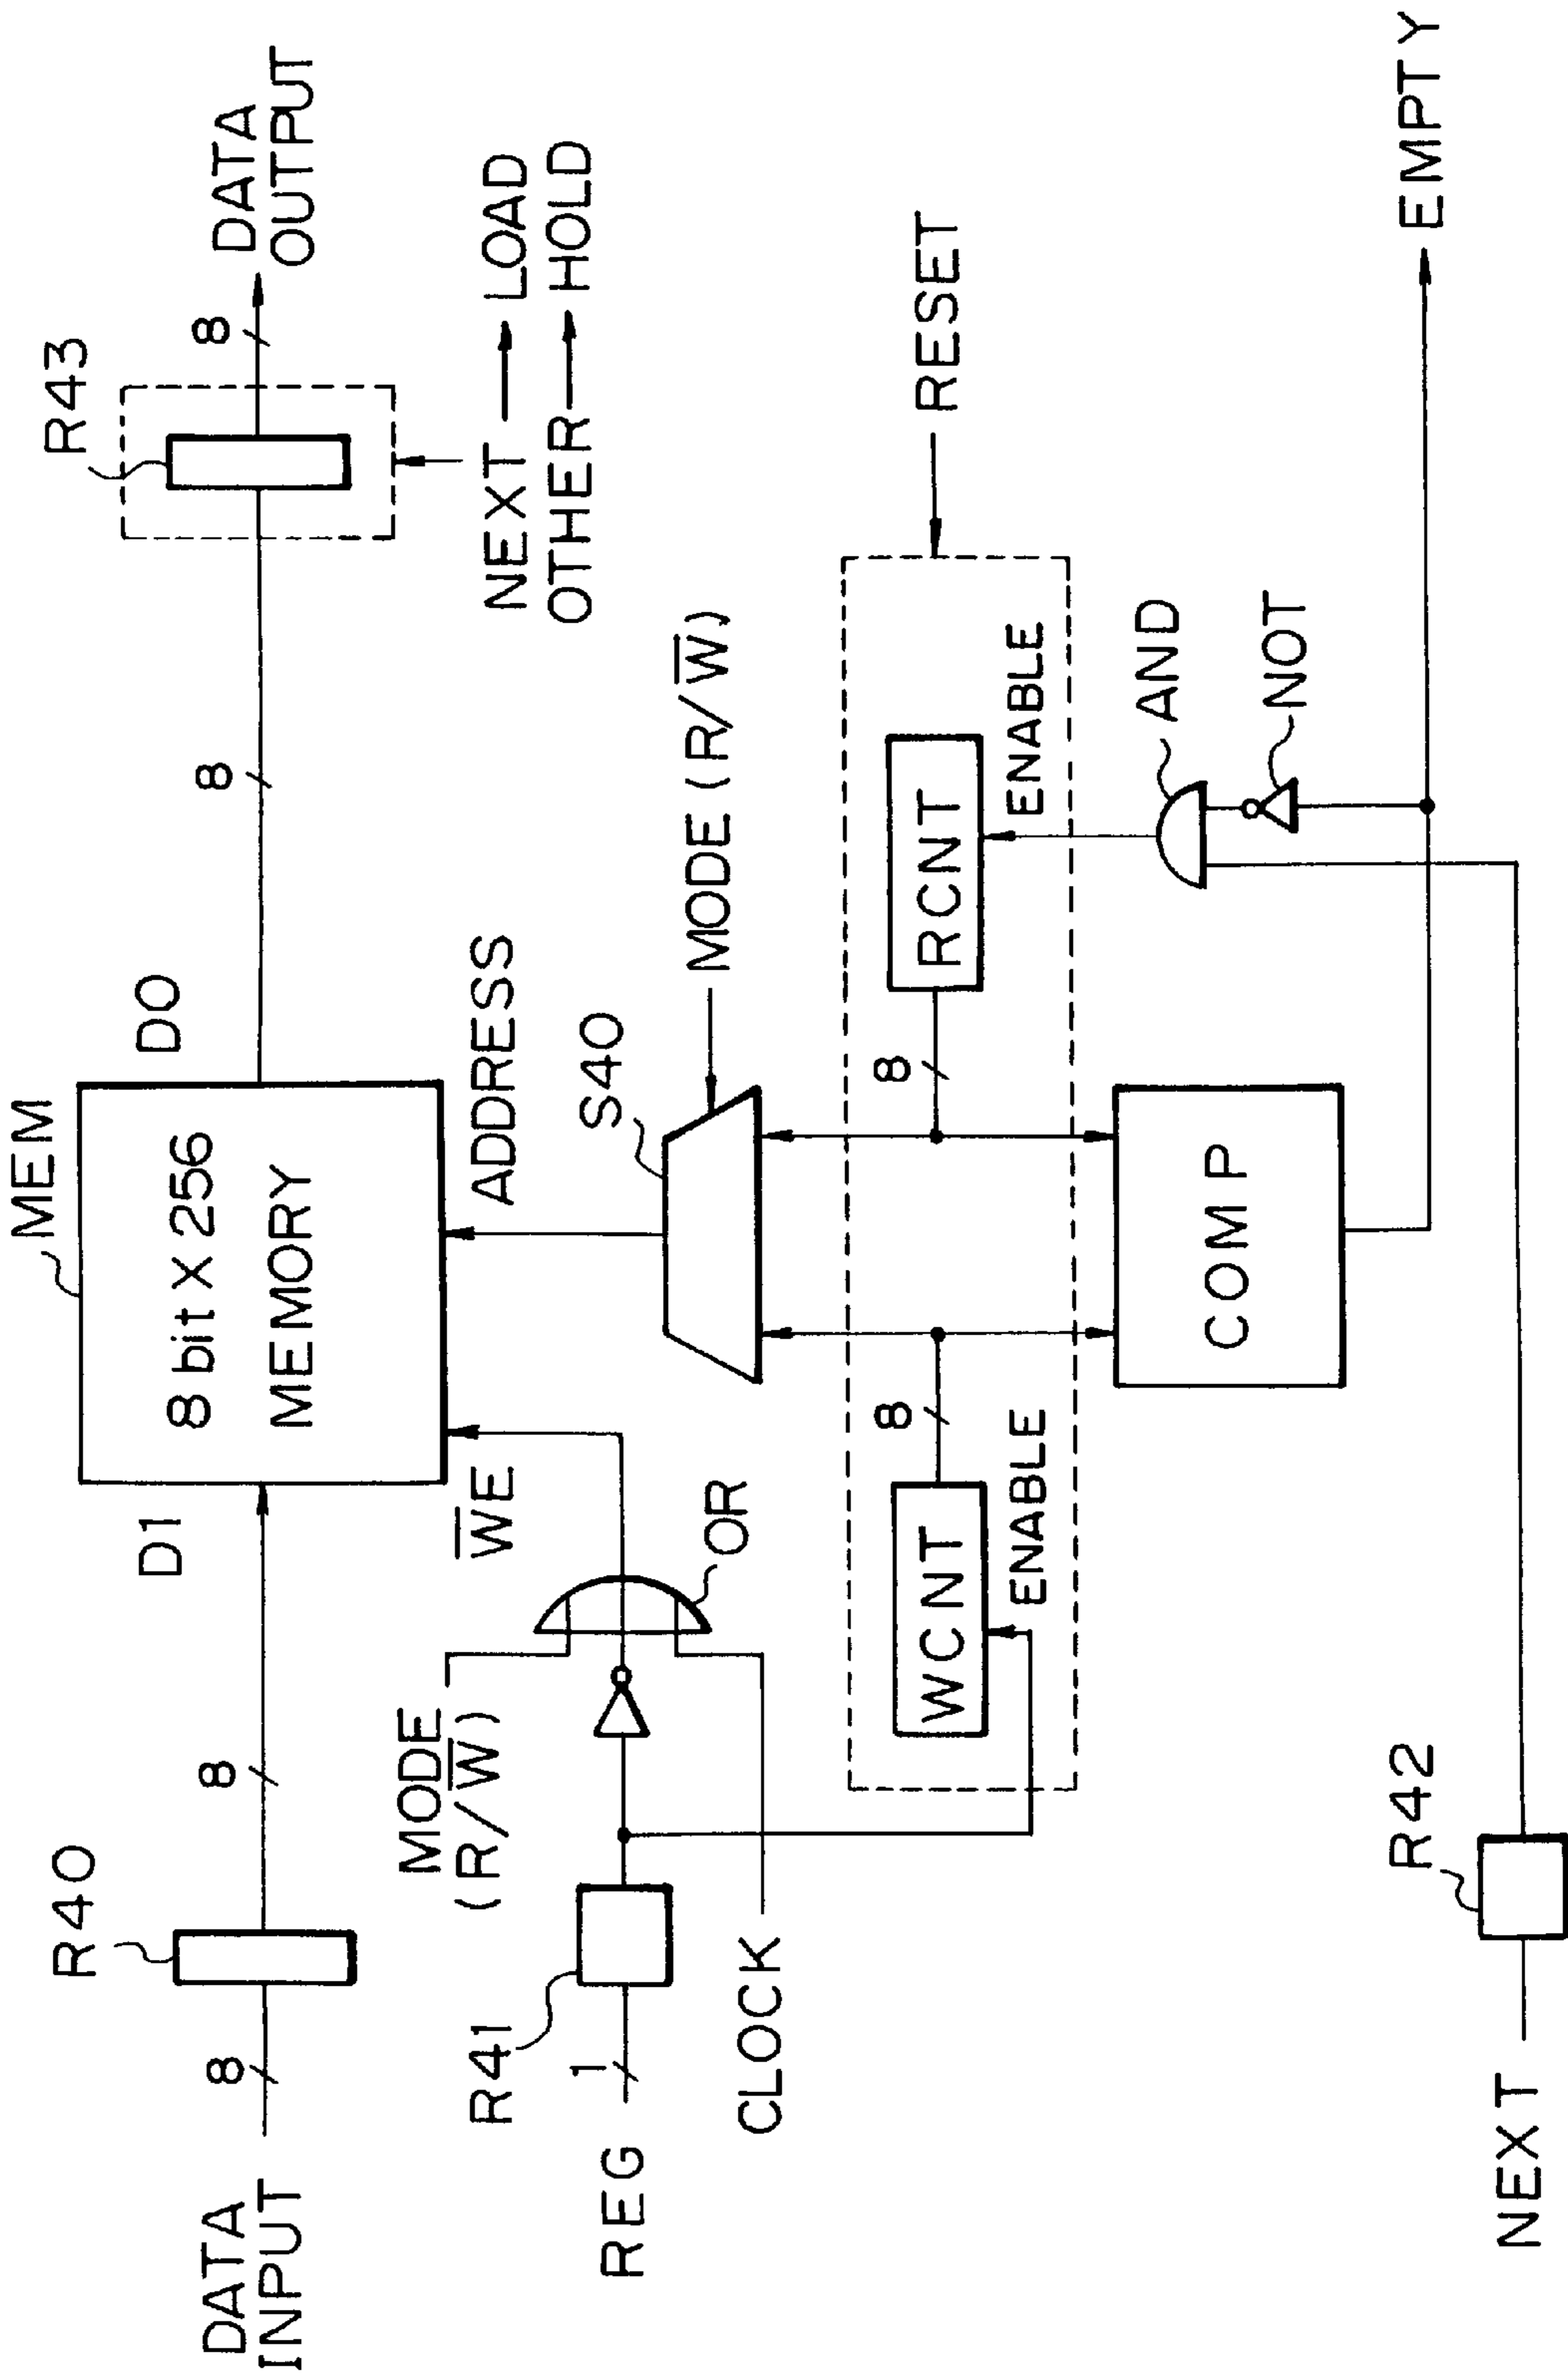 DATA
INPUT
8
R40
8
D1
MEM
8 bit X 256
MEMORY
D0
8
R43
8
DATA
OUTPUT
NEXT → LOAD
OTHER → HOLD
REG
1
R41
MODE
(R/W̅)
CLOCK
OR
W̅E̅
ADDRESS
S40
MODE (R/W̅)
WCNT
ENABLE
8
8
RCNT
ENABLE
RESET
COMP
AND
NOT
EMPTY
NEXT
R42